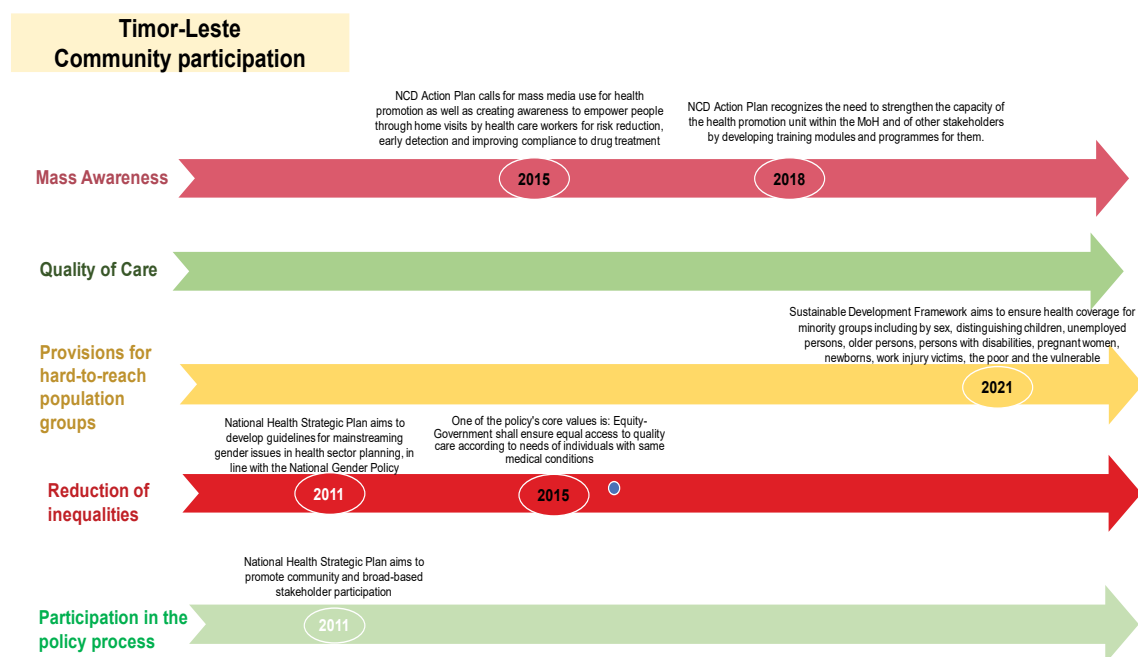 Timor-Leste
Community participation
NCD Action Plan calls for mass media use for health
promotion as well as creating awareness to empower people
through home visits by health care workers for risk reduction,
early detection and improving compliance to drug treatment
NCD Action Plan recognizes the need to strengthen the capacity of
the health promotion unit within the MoH and of other stakeholders
by developing training modules and programmes for them.
Mass Awareness
2015
2018
Quality of Care
Sustainable Development Framework aims to ensure health coverage for
minority groups including by sex, distinguishing children, unemployed
persons, older persons, persons with disabilities, pregnant women,
newborns, work injury victims, the poor and the vulnerable
Provisions for
hard-to-reach
population
groups
2021
National Health Strategic Plan aims to
develop guidelines for mainstreaming
gender issues in health sector planning, in
line with the National Gender Policy
One of the policy's core values is: Equity-
Government shall ensure equal access to quality
care according to needs of individuals with same
medical conditions
Reduction of
inequalities
2011
2015
National Health Strategic Plan aims to
promote community and broad-based
stakeholder participation
Participation in the
policy process
2011